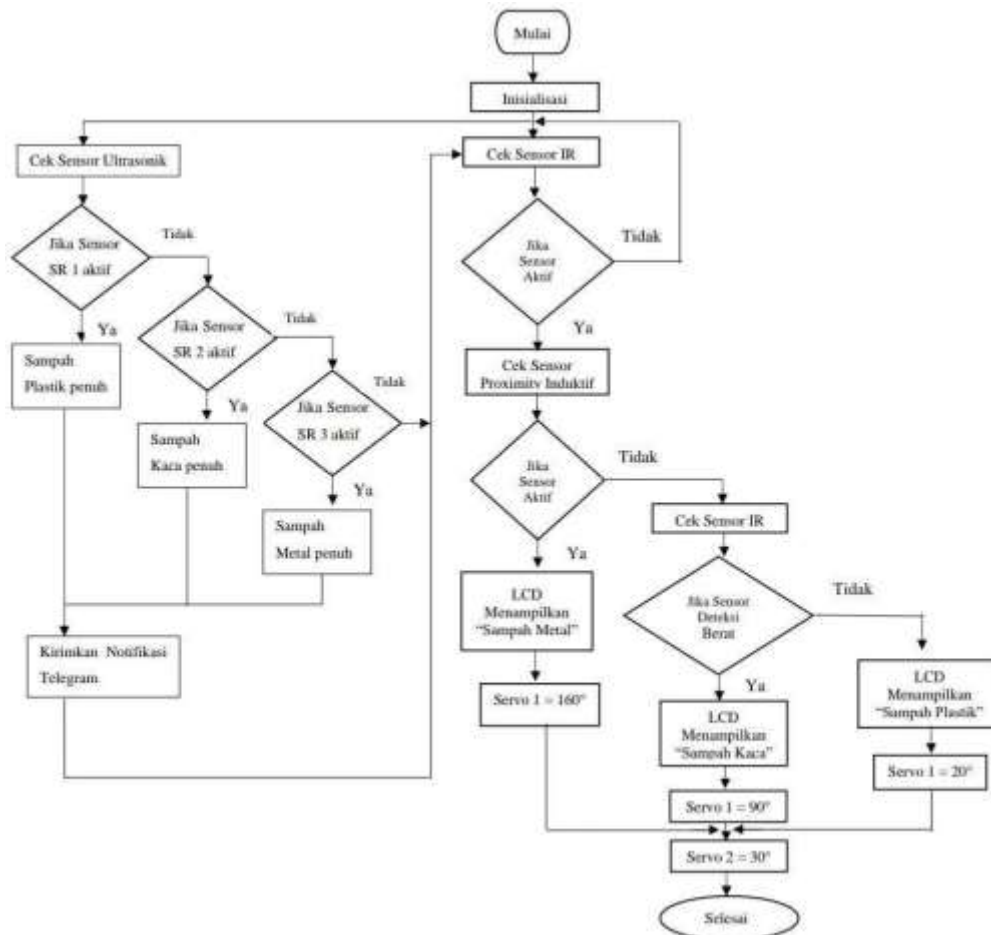 Mulai
Inisialisasi
Cek Sensor Ultrasonik
Cek Sensor IR
Jika Sensor
SR 1 aktif
Tidak
Ya
Jika
Sensor
Aktif
Tidak
Ya
Jika Sensor
SR 2 aktif
Tidak
Ya
Sampah
Plastik penuh
Cek Sensor
Proximity Induktif
Jika Sensor
SR 3 aktif
Tidak
Ya
Sampah
Kaca penuh
Jika
Sensor
Aktif
Tidak
Ya
Sampah
Metal penuh
Cek Sensor IR
LCD
Menampilkan
“Sampah Metal”
Jika Sensor
Deteksi
Berat
Tidak
Ya
Kirimkan Notifikasi
Telegram
Servo 1 = 160°
LCD
Menampilkan
“Sampah Kaca”
LCD
Menampilkan
“Sampah Plastik”
Servo 1 = 90°
Servo 1 = 20°
Servo 2 = 30°
Selesai